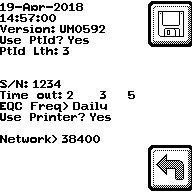 19-Apr-2018
14:57:00
Version: UM0592
Use PtId? Yes
PtId Lth: 3
S/N: 1234
Time out: 2 3 5
EQC Freq> Daily
Use Printer? Yes
Network> 38400